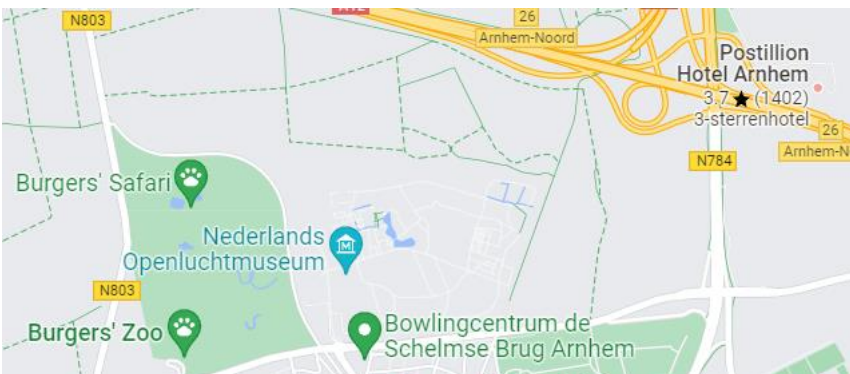 N803
A12
26
Arnhem-Noord
Postillion
Hotel Arnhem
3,7 ★ (1402)
3-sterrenhotel
26
Arnhem-N
N784
Burgers' Safari
Nederlands
Openluchtmuseum
N803
Burgers' Zoo
Bowlingcentrum de
Schelmse Brug Arnhem